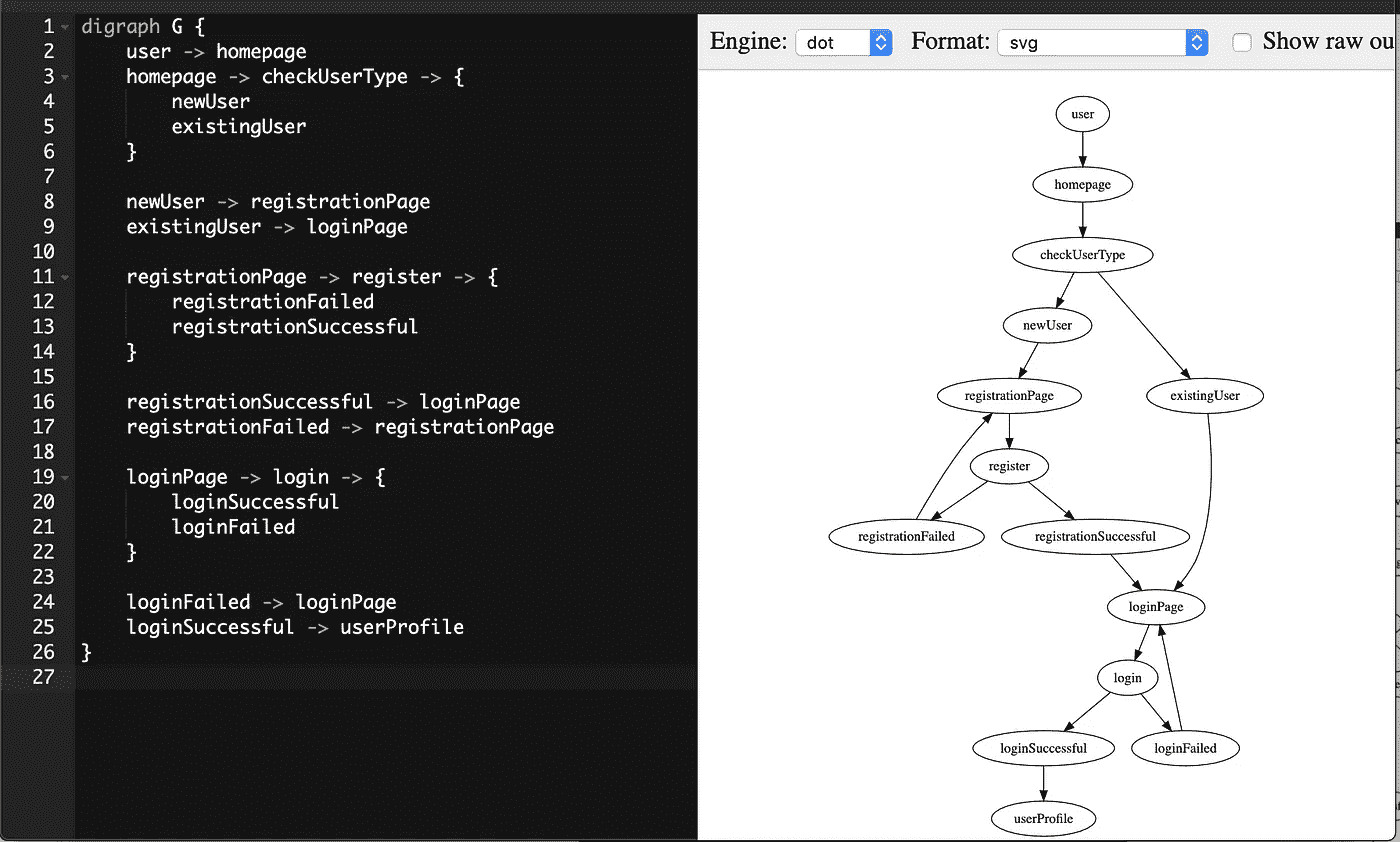 1 digraph G {
2 user -> homepage
3 homepage -> checkUserType -> {
4 newUser
5 existingUser
6 }
7
8 newUser -> registrationPage
9 existingUser -> loginPage
10
11 registrationPage -> register -> {
12 registrationFailed
13 registrationSuccessful
14 }
15
16 registrationSuccessful -> loginPage
17 registrationFailed -> registrationPage
18
19 loginPage -> login -> {
20 loginSuccessful
21 loginFailed
22 }
23
24 loginFailed -> loginPage
25 loginSuccessful -> userProfile
26 }
27
Engine: dot Format: svg Show raw ou
user
homepage
checkUserType
newUser
registrationPage existingUser
register
registrationFailed registrationSuccessful
loginPage
login
loginSuccessful loginFailed
userProfile